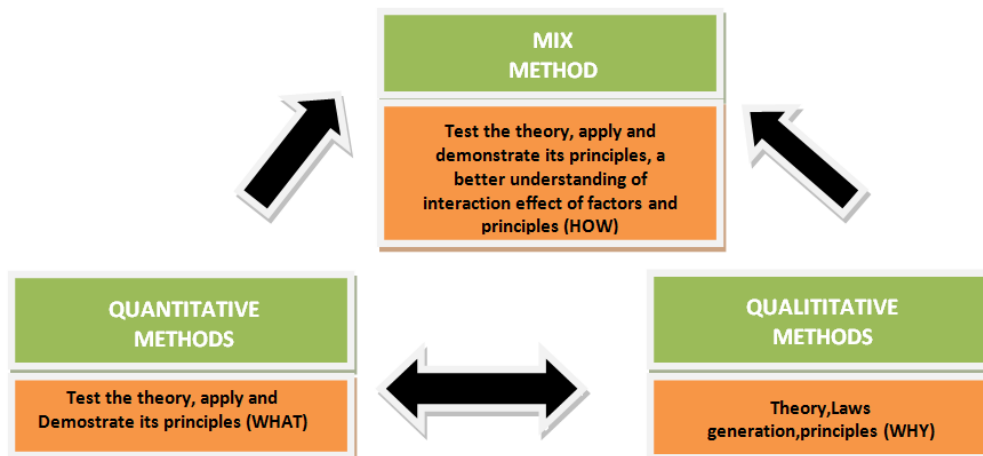 MIX
METHOD
Test the theory, apply and
demonstrate its principles, a
better understanding of
interaction effect of factors and
principles (HOW)
QUANTITATIVE
METHODS
Test the theory, apply and
Demostrate its principles (WHAT)
QUALITITATIVE
METHODS
Theory,Laws
generation,principles (WHY)